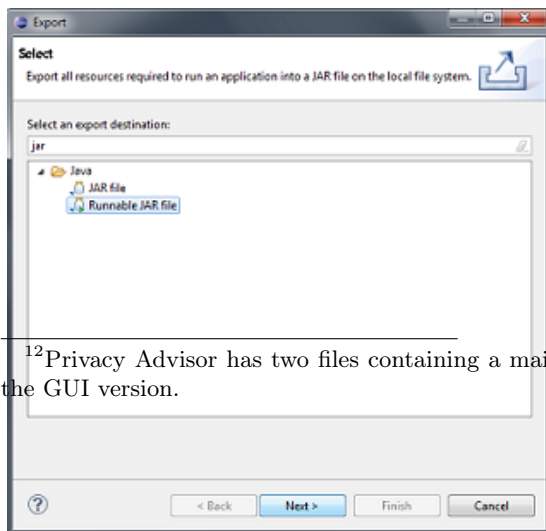 Export
Select
Export all resources required to run an application into a JAR file on the local file system.
Select an export destination:
jar
Java
JAR file
Runnable JAR file
12Privacy Advisor has two files containing a mai
the GUI version.
? < Back Next > Finish Cancel